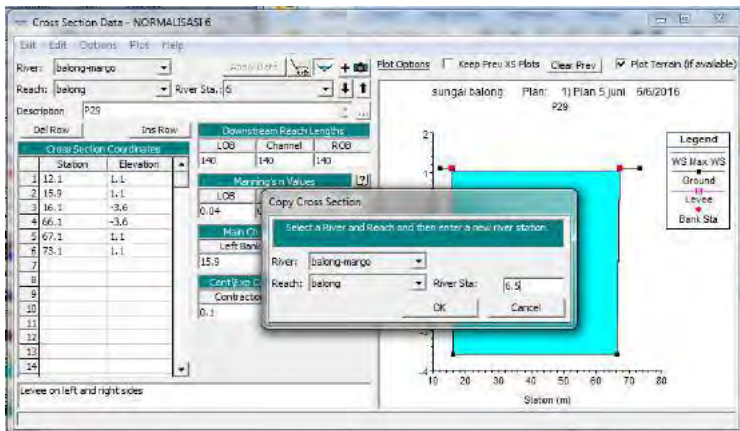 Cross Section Data - NORMALISASI 6
Exit Edit Options Plot Help
River: balong-margo
Reach: balong River Sta.: 6
Description P29
Del Row Ins Row
Cross Section Coordinates
Station Elevation
1 12.1 1.1
2 15.9 1.1
3 16.1 -3.6
4 66.1 -3.6
5 67.1 1.1
6 73.1 1.1
7
8
9
10
11
12
13
14
Downstream Reach Lengths
LOB Channel ROB
140 140 140
Manning's n Values
LOB
0.04
Main Ch
Left Bank
15.9
Cont\Exp C
Contraction
0.1
Levee on left and right sides
Copy Cross Section
Select a River and Reach and then enter a new river station.
River: balong-margo
Reach: balong River Sta: 6.5
OK Cancel
Plot Options Keep Prev XS Plots Clear Prev Plot Terrain (if available)
sungai balong Plan: 1) Plan 5 juni 6/6/2016
P29
Legend
WS Max WS
Ground
Levee
Bank Sta
2
1
-4
10 20 30 40 50 60 70 80
Station (m)